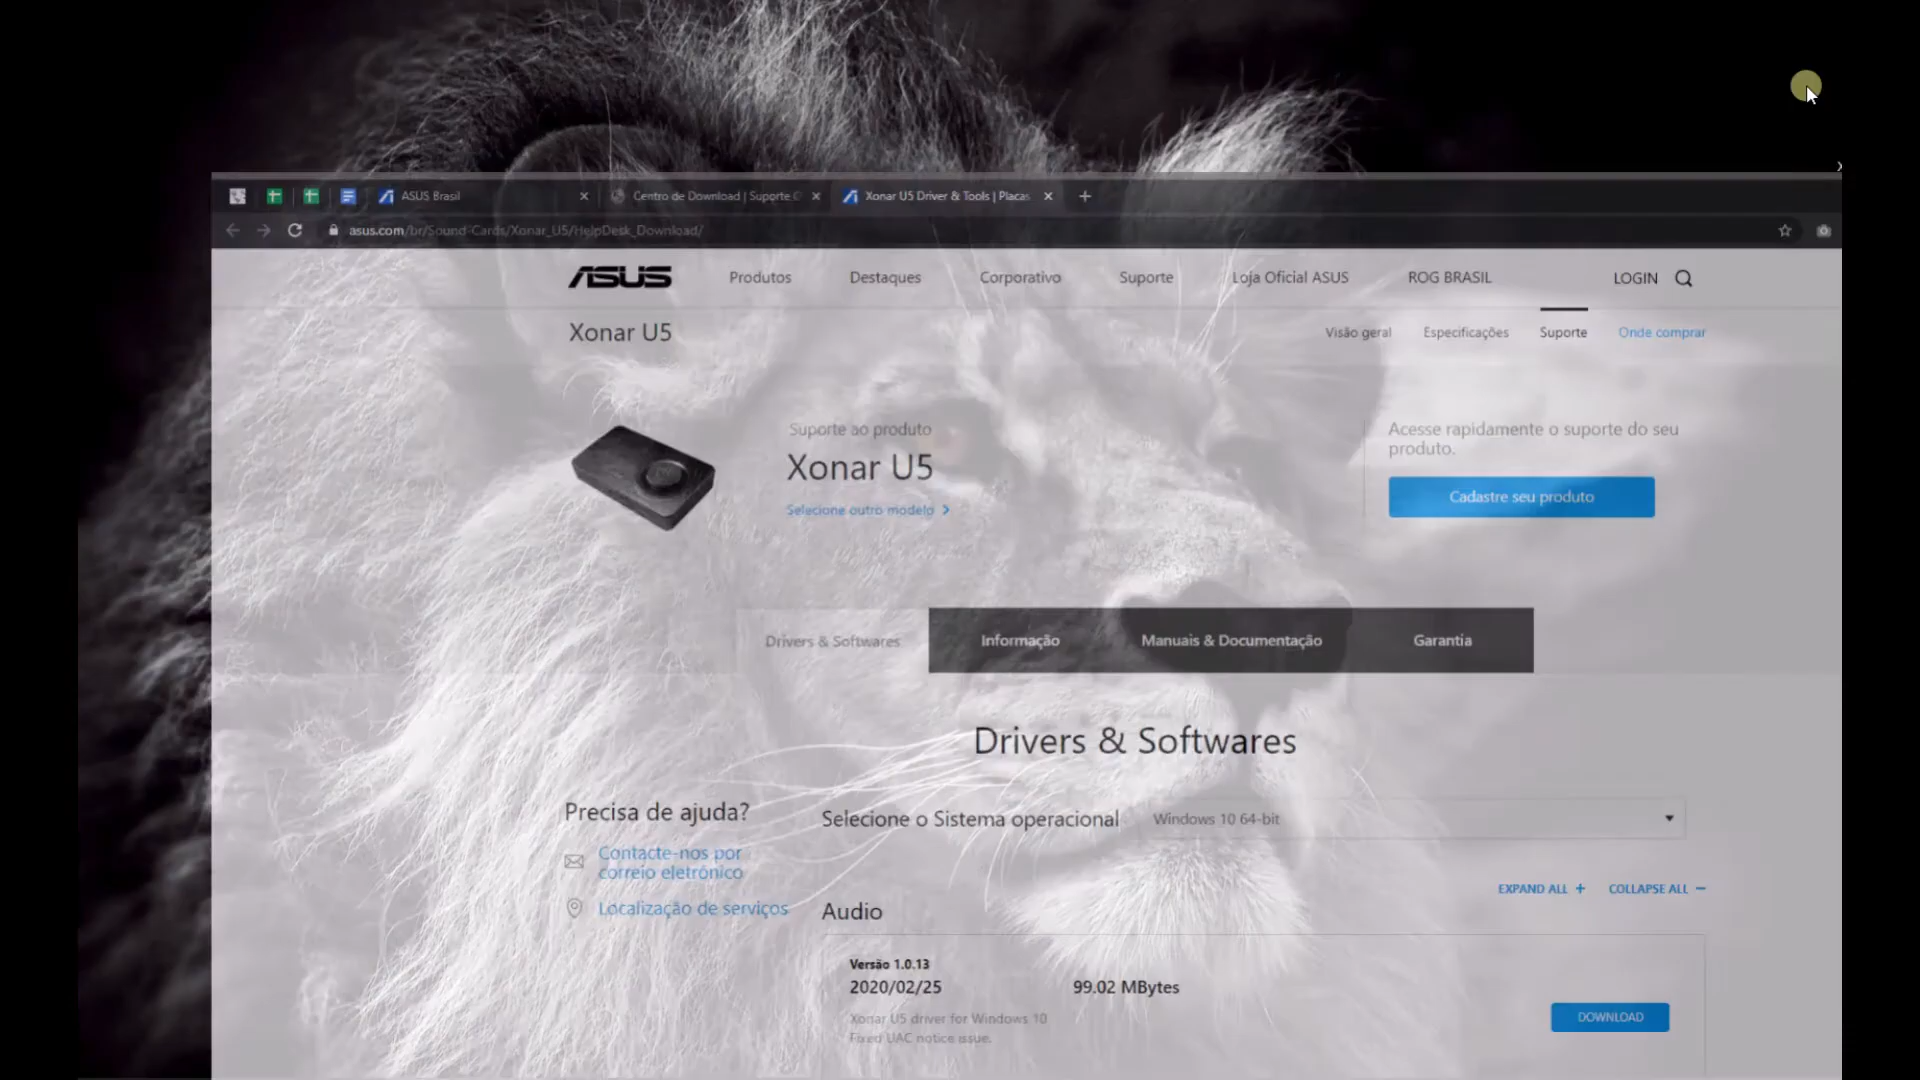 ASUS Brasil
Centro de Download | Suporte
Xonar U5 Driver & Tools | Placas
asus.com/br/Sound-Cards/Xonar_U5/HelpDesk_Download/
ASUS
Produtos
Destaques
Corporativo
Suporte
Loja Oficial ASUS
ROG BRASIL
LOGIN
Xonar U5
Visão geral
Especificações
Suporte
Onde comprar
Suporte ao produto
Xonar U5
Selecione outro modelo
Acesse rapidamente o suporte do seu
produto.
Cadastre seu produto
Drivers & Softwares
Informação
Manuais & Documentação
Garantia
Drivers & Softwares
Precisa de ajuda?
Contacte-nos por
correio eletrónico
Localização de serviços
Selecione o Sistema operacional
Windows 10 64-bit
EXPAND ALL +
COLLAPSE ALL −
Audio
Versão 1.0.13
2020/02/25
99.02 MBytes
Xonar U5 driver for Windows 10
Fixed UAC notice issue.
DOWNLOAD